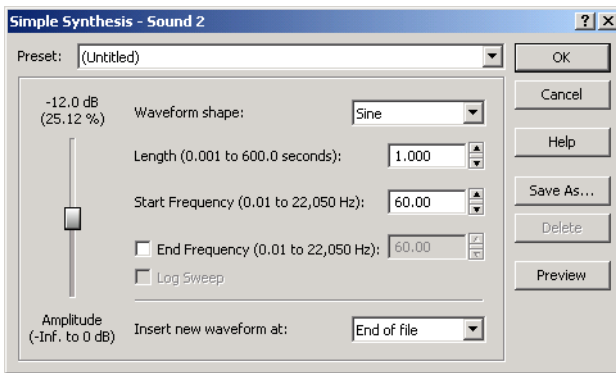 Simple Synthesis - Sound 2
Preset: (Untitled)
OK
Cancel
Help
Save As...
Delete
Preview
-12.0 dB
(25.12 %)
Waveform shape: Sine
Length (0.001 to 600.0 seconds): 1.000
Start Frequency (0.01 to 22,050 Hz): 60.00
End Frequency (0.01 to 22,050 Hz): 60.00
Log Sweep
Amplitude
(-Inf. to 0 dB)
Insert new waveform at: End of file